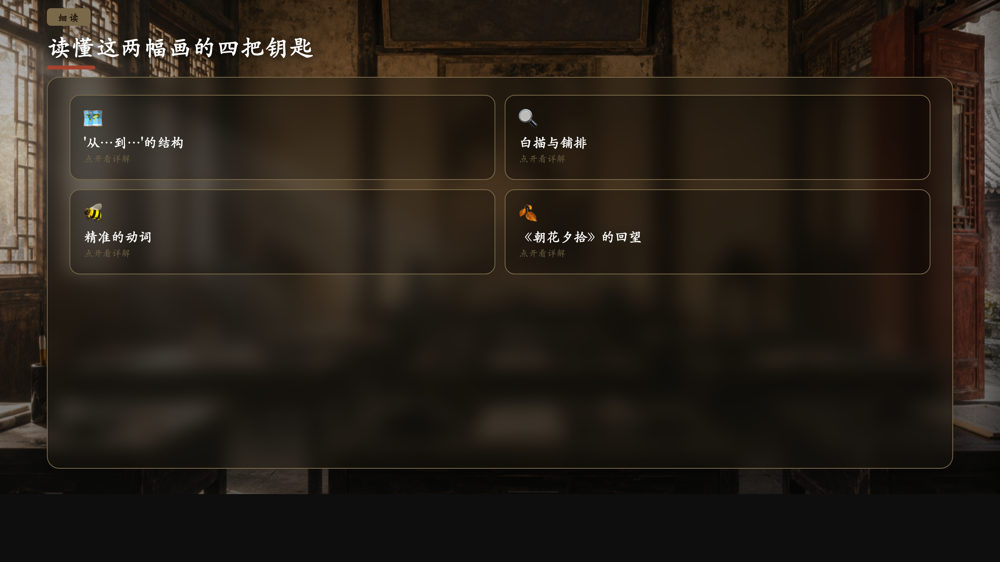 细读
读懂这两幅画的四把钥匙
'从…到…'的结构
点开看详解
白描与铺排
点开看详解
精准的动词
点开看详解
《朝花夕拾》的回望
点开看详解